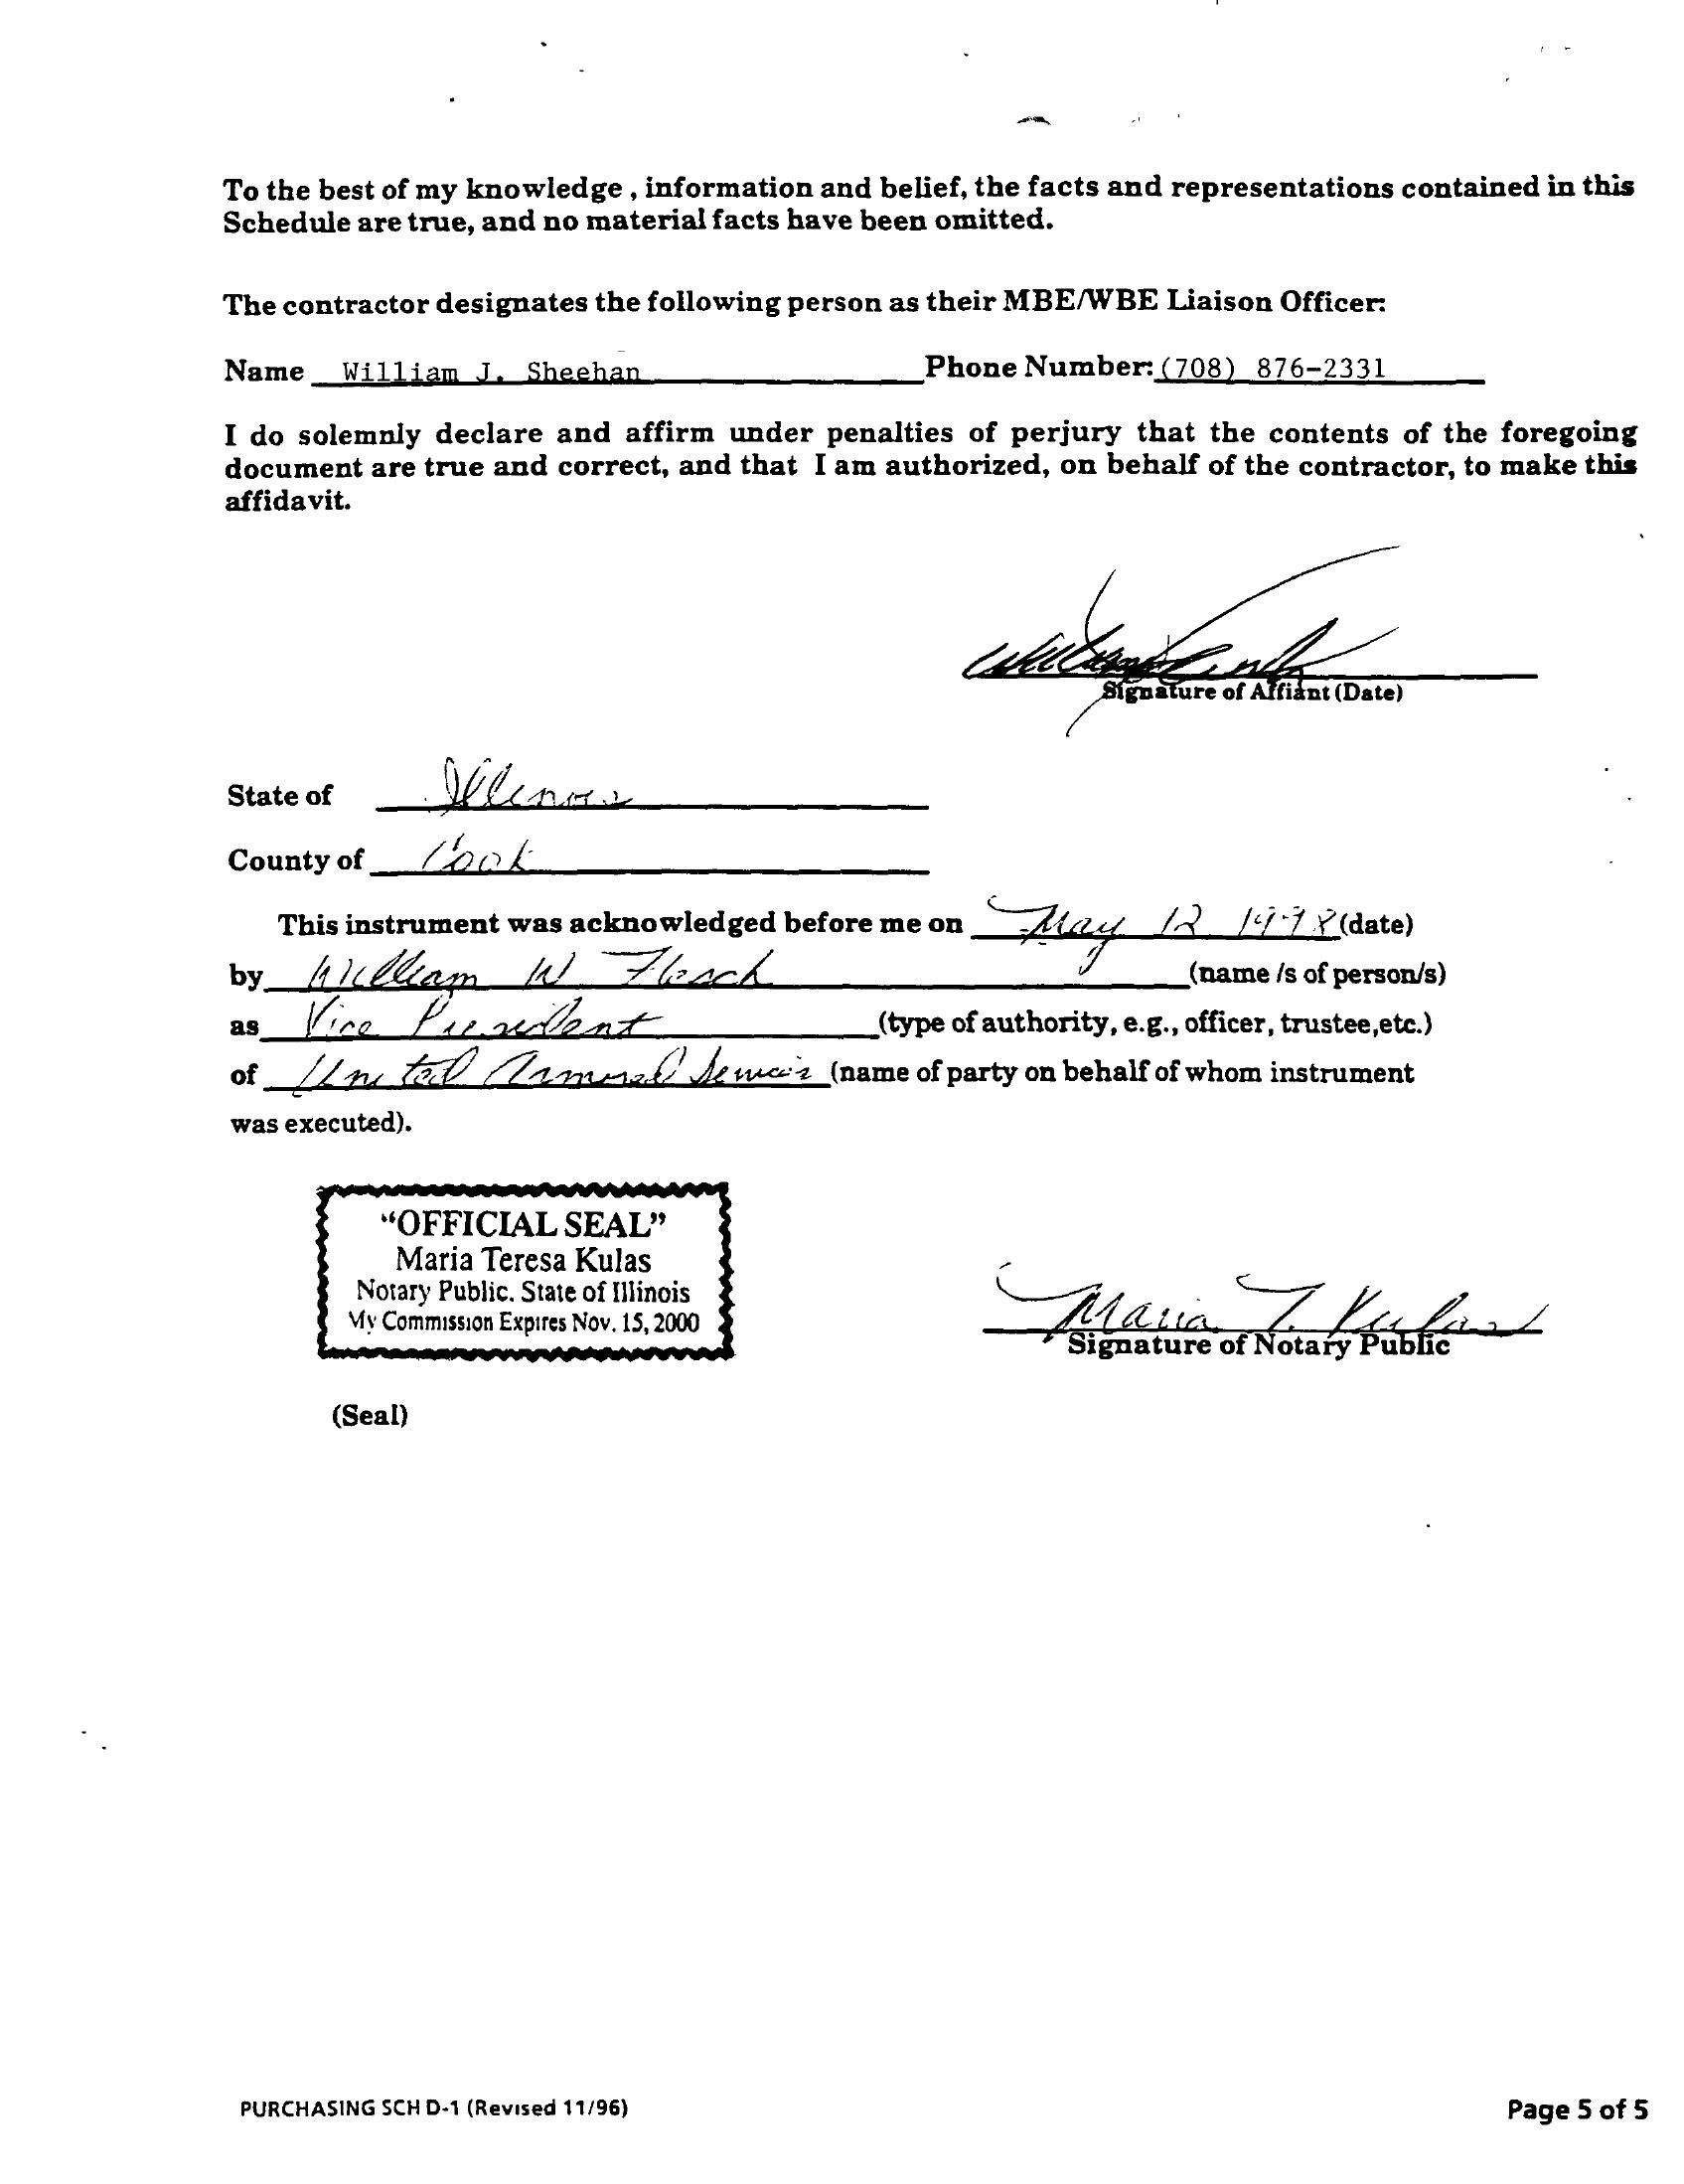 To the best of my knowledge , information and belief, the facts and representations contained in this
Schedule are true, and no material facts have been omitted.
The contractor designates the following person as their MBE/WBE Liaison Officer:
Name William J. Sheehan Phone Number: (708) 876-2331
I do solemnly declare and affirm under penalties of perjury that the contents of the foregoing
document are true and correct, and that I am authorized, on behalf of the contractor, to make this
affidavit.
Signature of Affiant (Date)
State of Illinois
County of Cook
This instrument was acknowledged before me on May 12 1998 (date)
by William W (name /s of person/s)
as Vice President (type of authority, e.g., officer, trustee,etc.)
of United Armored Services (name of party on behalf of whom instrument
was executed).
"OFFICIAL SEAL"
Maria Teresa Kulas
Notary Public, State of Illinois
My Commission Expires Nov. 15, 2000
Maria T. Kulas
Signature of Notary Public
(Seal)
PURCHASING SCH D-1 (Revised 11/96) Page 5 of 5